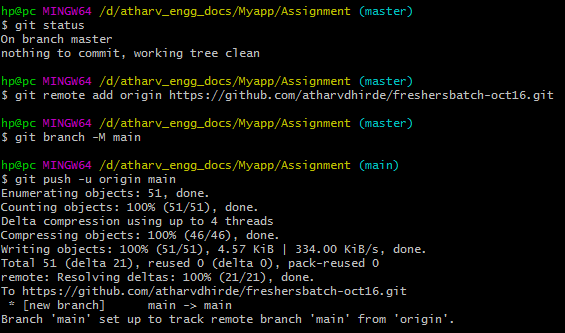 hp@pc MINGW64 /d/atharv_engg_docs/Myapp/Assignment (master)
$ git status
On branch master
nothing to commit, working tree clean
hp@pc MINGW64 /d/atharv_engg_docs/Myapp/Assignment (master)
$ git remote add origin https://github.com/atharvdhirde/freshersbatch-oct16.git
hp@pc MINGW64 /d/atharv_engg_docs/Myapp/Assignment (master)
$ git branch -M main
hp@pc MINGW64 /d/atharv_engg_docs/Myapp/Assignment (main)
$ git push -u origin main
Enumerating objects: 51, done.
Counting objects: 100% (51/51), done.
Delta compression using up to 4 threads
Compressing objects: 100% (46/46), done.
Writing objects: 100% (51/51), 4.57 KiB | 334.00 KiB/s, done.
Total 51 (delta 21), reused 0 (delta 0), pack-reused 0
remote: Resolving deltas: 100% (21/21), done.
To https://github.com/atharvdhirde/freshersbatch-oct16.git
 * [new branch]      main -> main
Branch 'main' set up to track remote branch 'main' from 'origin'.